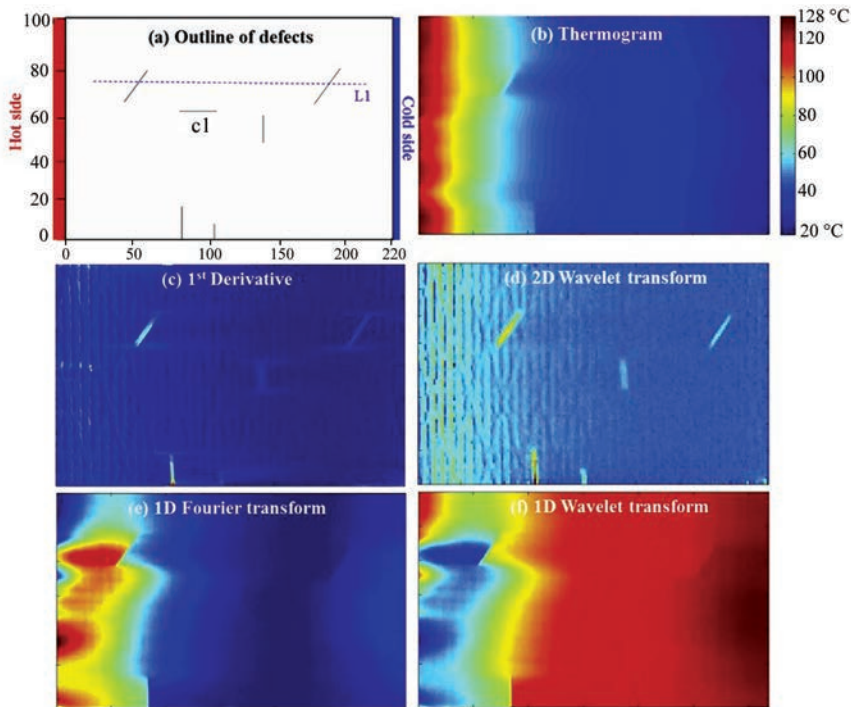 (a) Outline of defects
100
80
60
40
20
0
Hot side
L1
c1
Cold side
0
50
100
150
200
220
(b) Thermogram
128 °C
120
100
80
60
40
20 °C
(c) 1st Derivative
(d) 2D Wavelet transform
(e) 1D Fourier transform
(f) 1D Wavelet transform